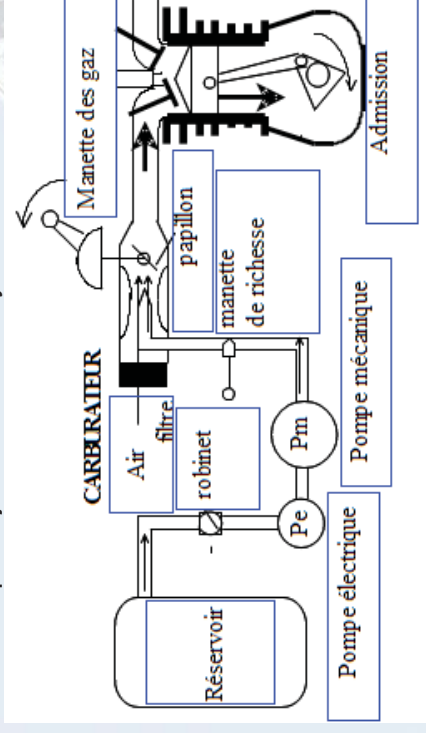 Manette des gaz
CARBURATEUR
Air
filtre
papillon
manette
de richesse
robinet
Réservoir
Pe
Pm
Pompe électrique
Pompe mécanique
Admission